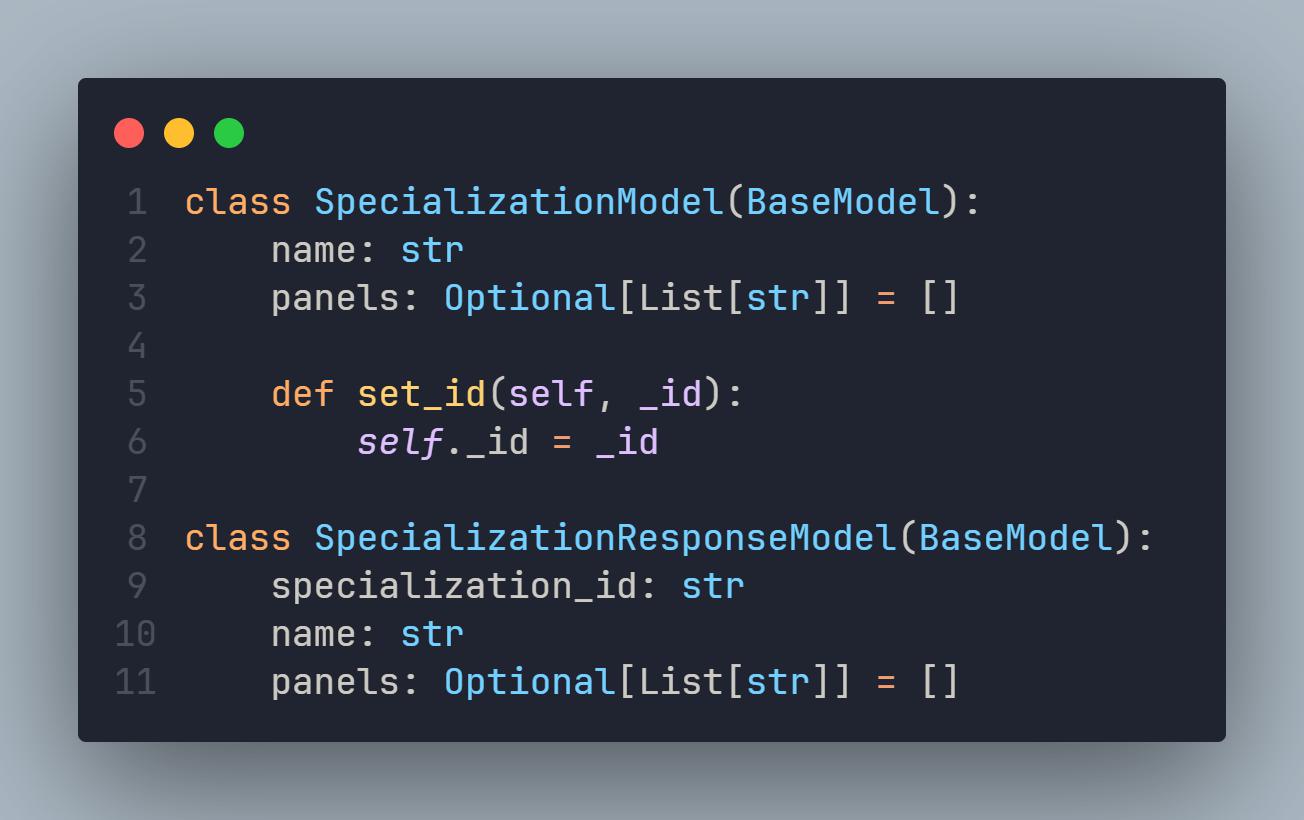 1 class SpecializationModel(BaseModel):
2     name: str
3     panels: Optional[List[str]] = []
4
5     def set_id(self, _id):
6         self._id = _id
7
8 class SpecializationResponseModel(BaseModel):
9     specialization_id: str
10     name: str
11     panels: Optional[List[str]] = []